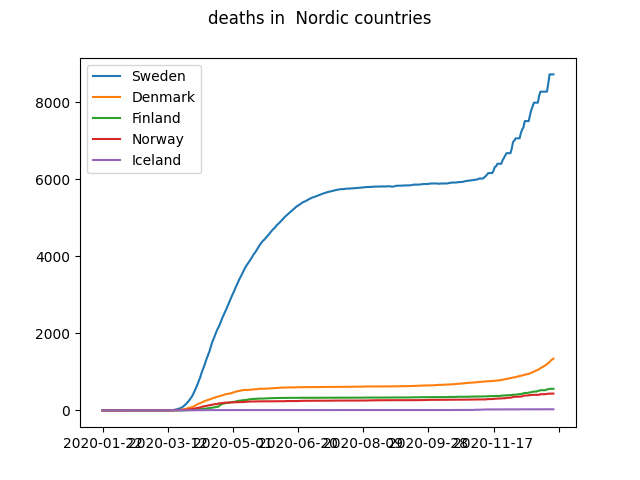 deaths in  Nordic countries
Sweden
Denmark
Finland
Norway
Iceland
8000
6000
4000
2000
0
2020-01-22 2020-03-12 2020-05-01 2020-06-20 2020-08-09 2020-09-28 2020-11-17